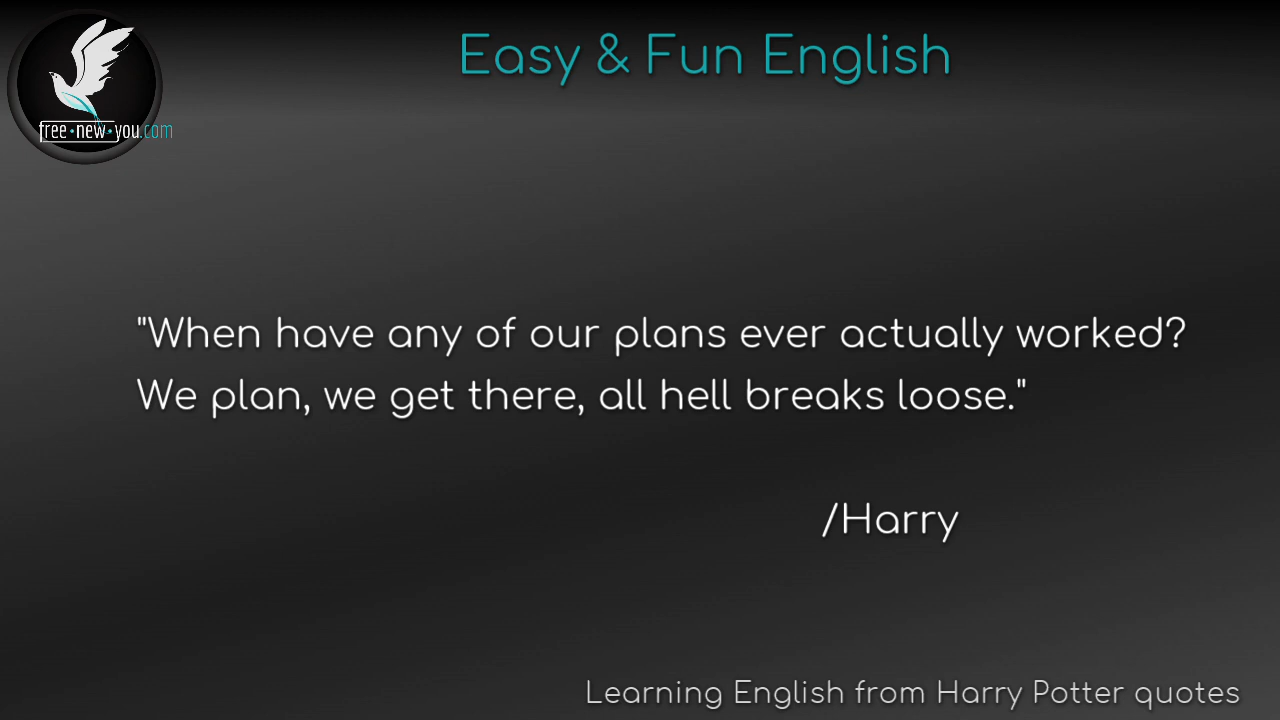 Easy & Fun English
free•new•you.com
"When have any of our plans ever actually worked?
We plan, we get there, all hell breaks loose."
/Harry
Learning English from Harry Potter quotes